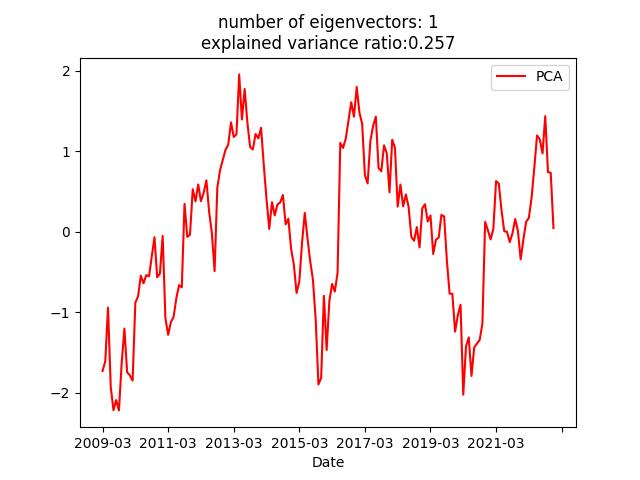 number of eigenvectors: 1
explained variance ratio:0.257
PCA
2
1
0
−1
−2
2009-03 2011-03 2013-03 2015-03 2017-03 2019-03 2021-03
Date